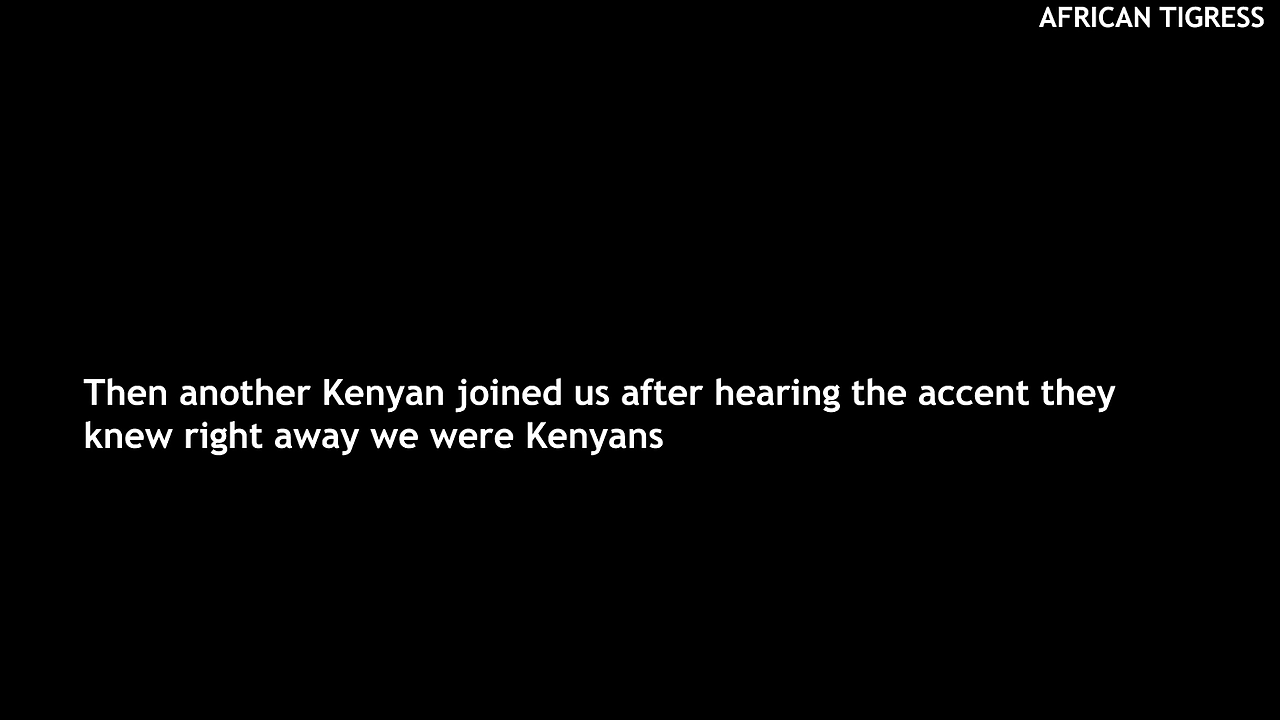 AFRICAN TIGRESS
Then another Kenyan joined us after hearing the accent they
knew right away we were Kenyans